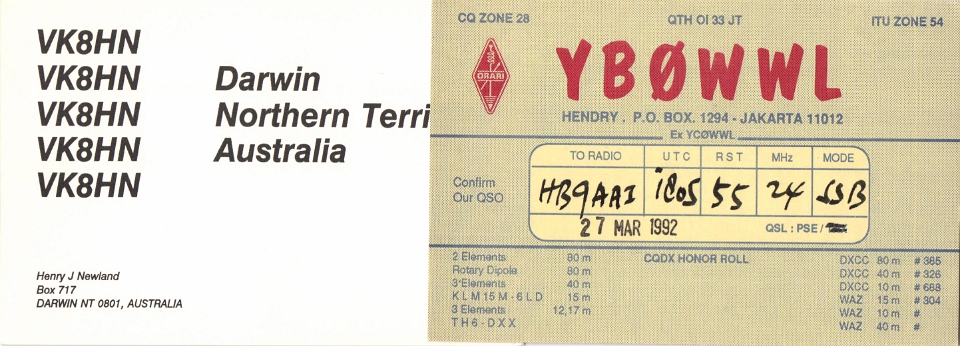 VK8HN
VK8HN
VK8HN
VK8HN
VK8HN
Darwin
Northern Terri
Australia
Henry J Newland
Box 717
DARWIN NT 0801, AUSTRALIA
CQ ZONE 28 QTH OI 33 JT ITU ZONE 54
ORARI
YBØWWL
HENDRY . P.O. BOX. 1294 - JAKARTA 11012
Ex YCØWWL
TO RADIO UTC RST MHz MODE
Confirm
Our QSO
HB9AAI 1805 55 24 SSB
27 MAR 1992 QSL : PSE /
2 Elements 80 m
Rotary Dipole 80 m
3 Elements 40 m
KLM 15 M - 6 LD 15 m
3 Elements 12,17 m
TH6 - DXX
CQDX HONOR ROLL
DXCC 80 m # 385
DXCC 40 m # 326
DXCC 10 m # 688
WAZ 15 m # 304
WAZ 10 m #
WAZ 40 m #